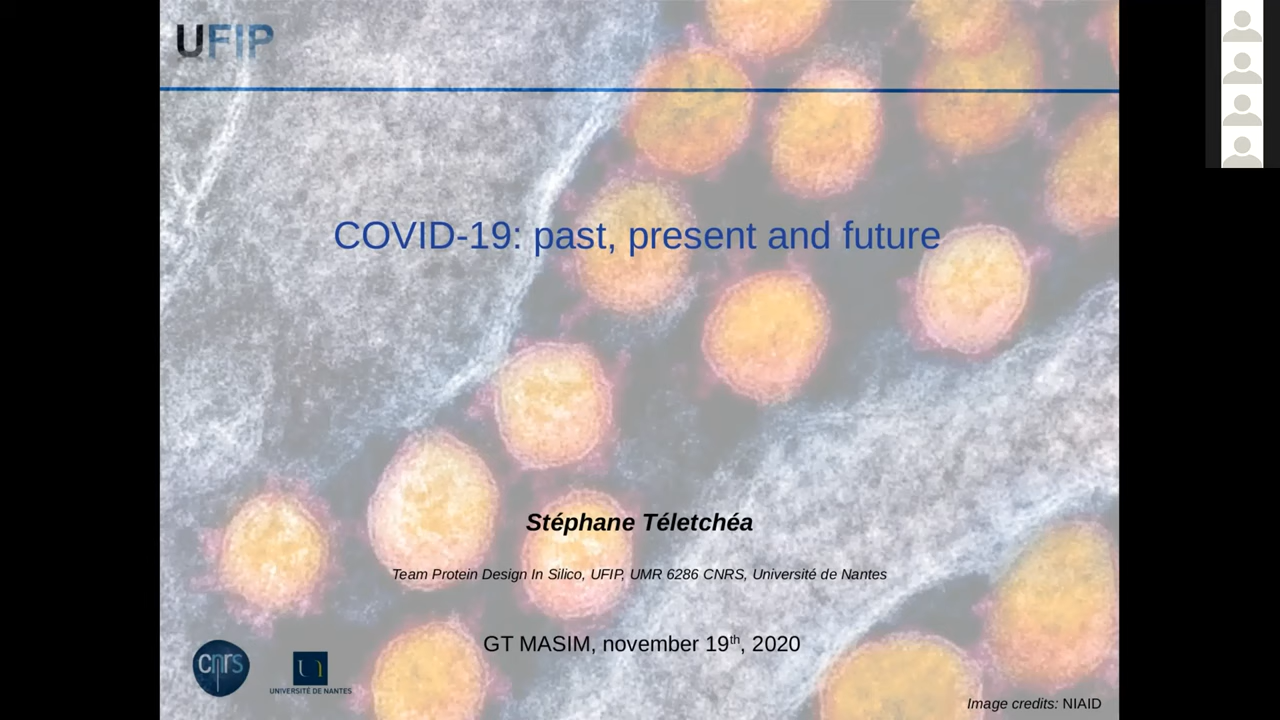 UFIP
COVID-19: past, present and future
Stéphane Téletchéa
Team Protein Design In Silico, UFIP, UMR 6286 CNRS, Université de Nantes
GT MASIM, november 19th, 2020
cnrs
UNIVERSITÉ DE NANTES
Image credits: NIAID